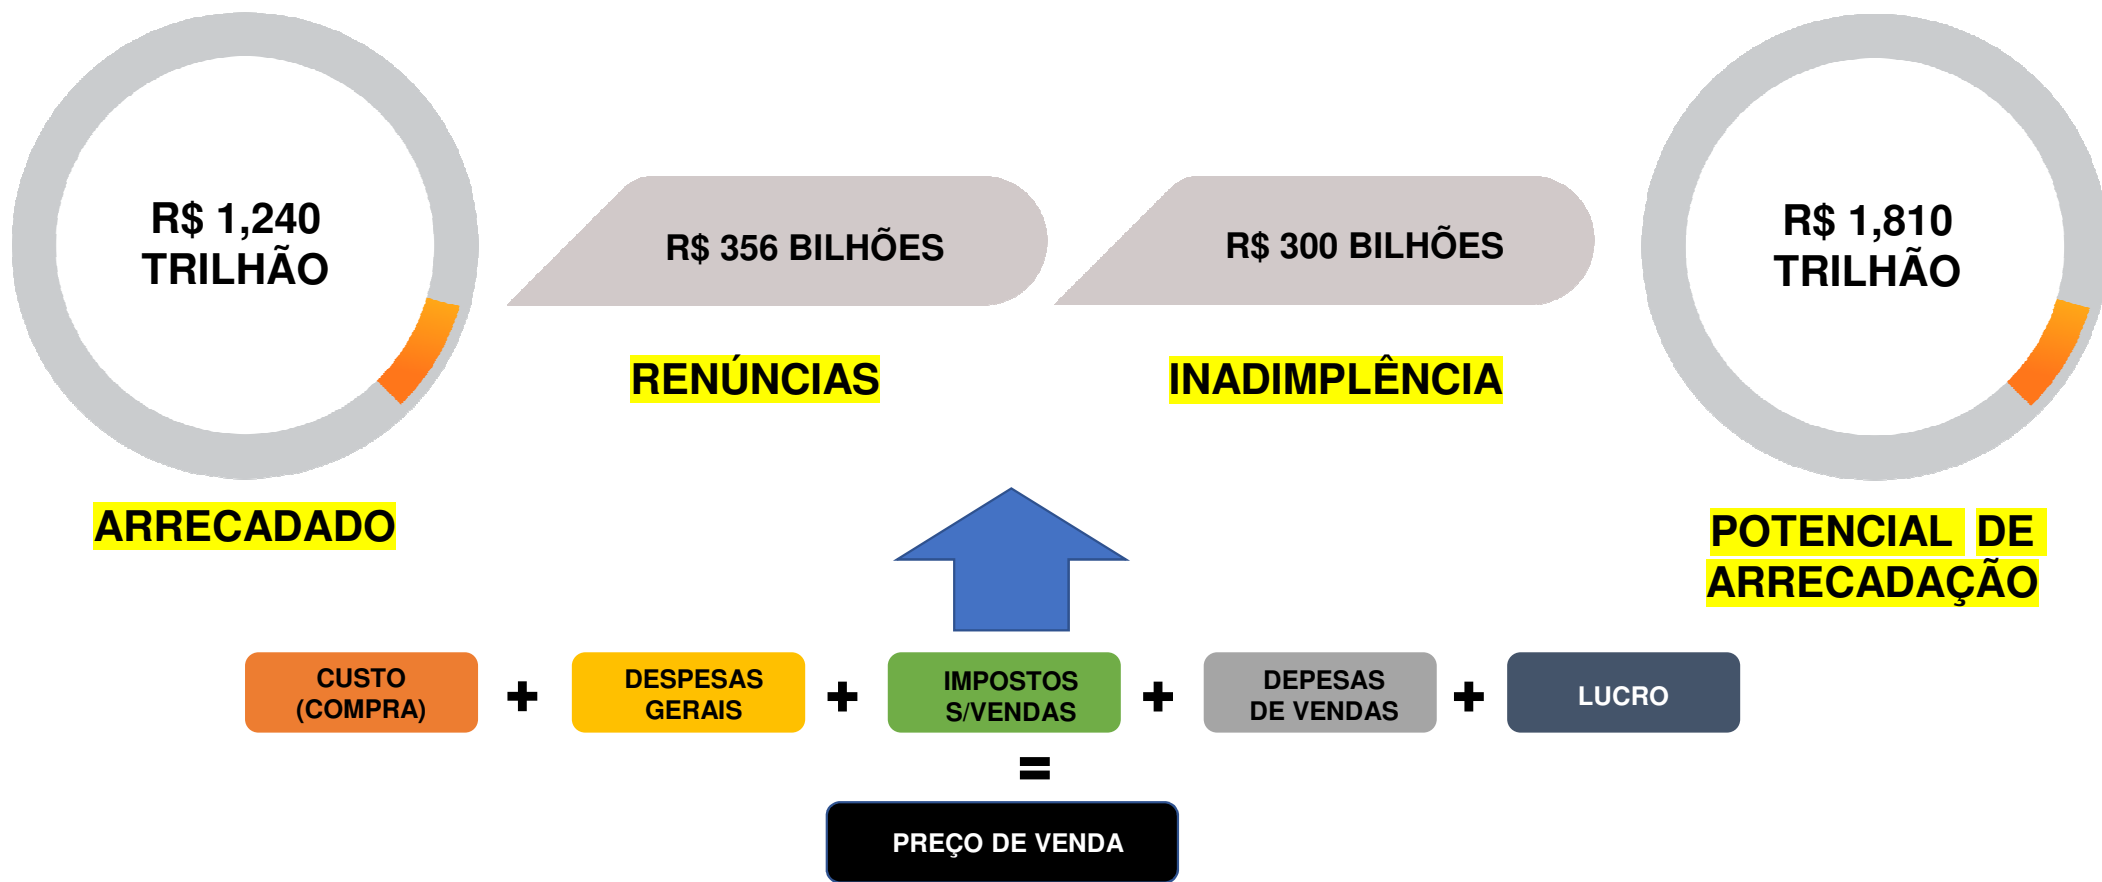 R$ 1,240
TRILHÃO
R$ 356 BILHÕES
R$ 300 BILHÕES
R$ 1,810
TRILHÃO
RENÚNCIAS
INADIMPLÊNCIA
ARRECADADO
POTENCIAL DE
ARRECADAÇÃO
CUSTO
(COMPRA)
+
DESPESAS
GERAIS
+
IMPOSTOS
S/VENDAS
+
DEPESAS
DE VENDAS
+
LUCRO
=
PREÇO DE VENDA